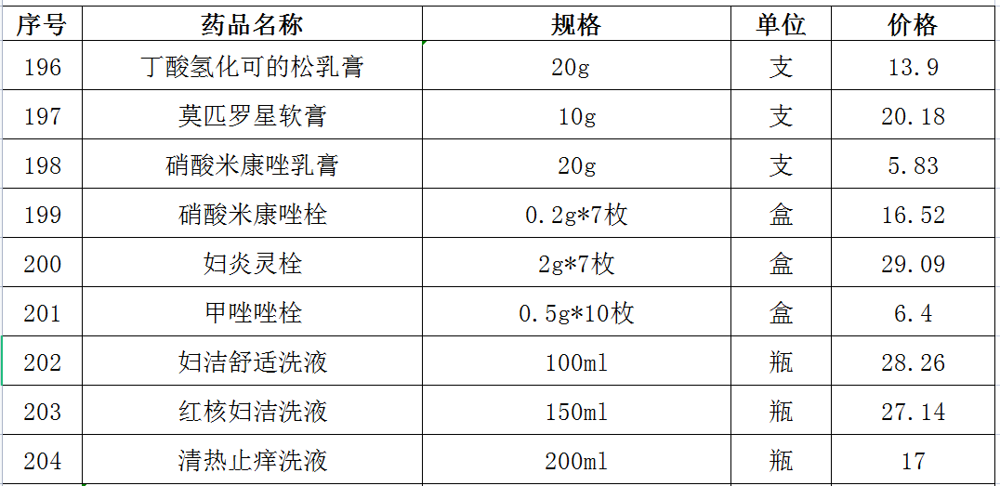 序号 药品名称 规格 单位 价格
196 丁酸氢化可的松乳膏 20g 支 13.9
197 莫匹罗星软膏 10g 支 20.18
198 硝酸米康唑乳膏 20g 支 5.83
199 硝酸米康唑栓 0.2g*7枚 盒 16.52
200 妇炎灵栓 2g*7枚 盒 29.09
201 甲唑唑栓 0.5g*10枚 盒 6.4
202 妇洁舒适洗液 100ml 瓶 28.26
203 红核妇洁洗液 150ml 瓶 27.14
204 清热止痒洗液 200ml 瓶 17